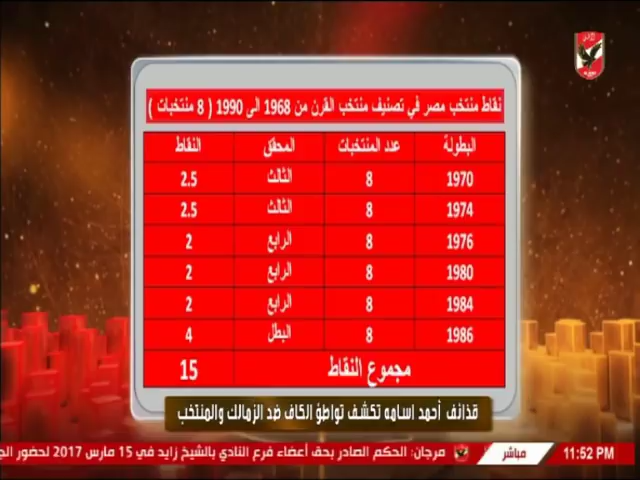 نقاط منتخب مصر في تصنيف منتخب القرن من 1968 الى 1990 ( 8 منتخبات )
البطولة عدد المنتخبات المحقق النقاط
1970 8 الثالث 2.5
1974 8 الثالث 2.5
1976 8 الرابع 2
1980 8 الرابع 2
1984 8 الرابع 2
1986 8 البطل 4
مجموع النقاط 15
قذائف أحمد اسامه تكشف تواطؤ الكاف ضد الزمالك والمنتخب
11:52 PM مباشر مرجان: الحكم الصادر بحق أعضاء فرع النادي بالشيخ زايد في 15 مارس 2017 لحضور